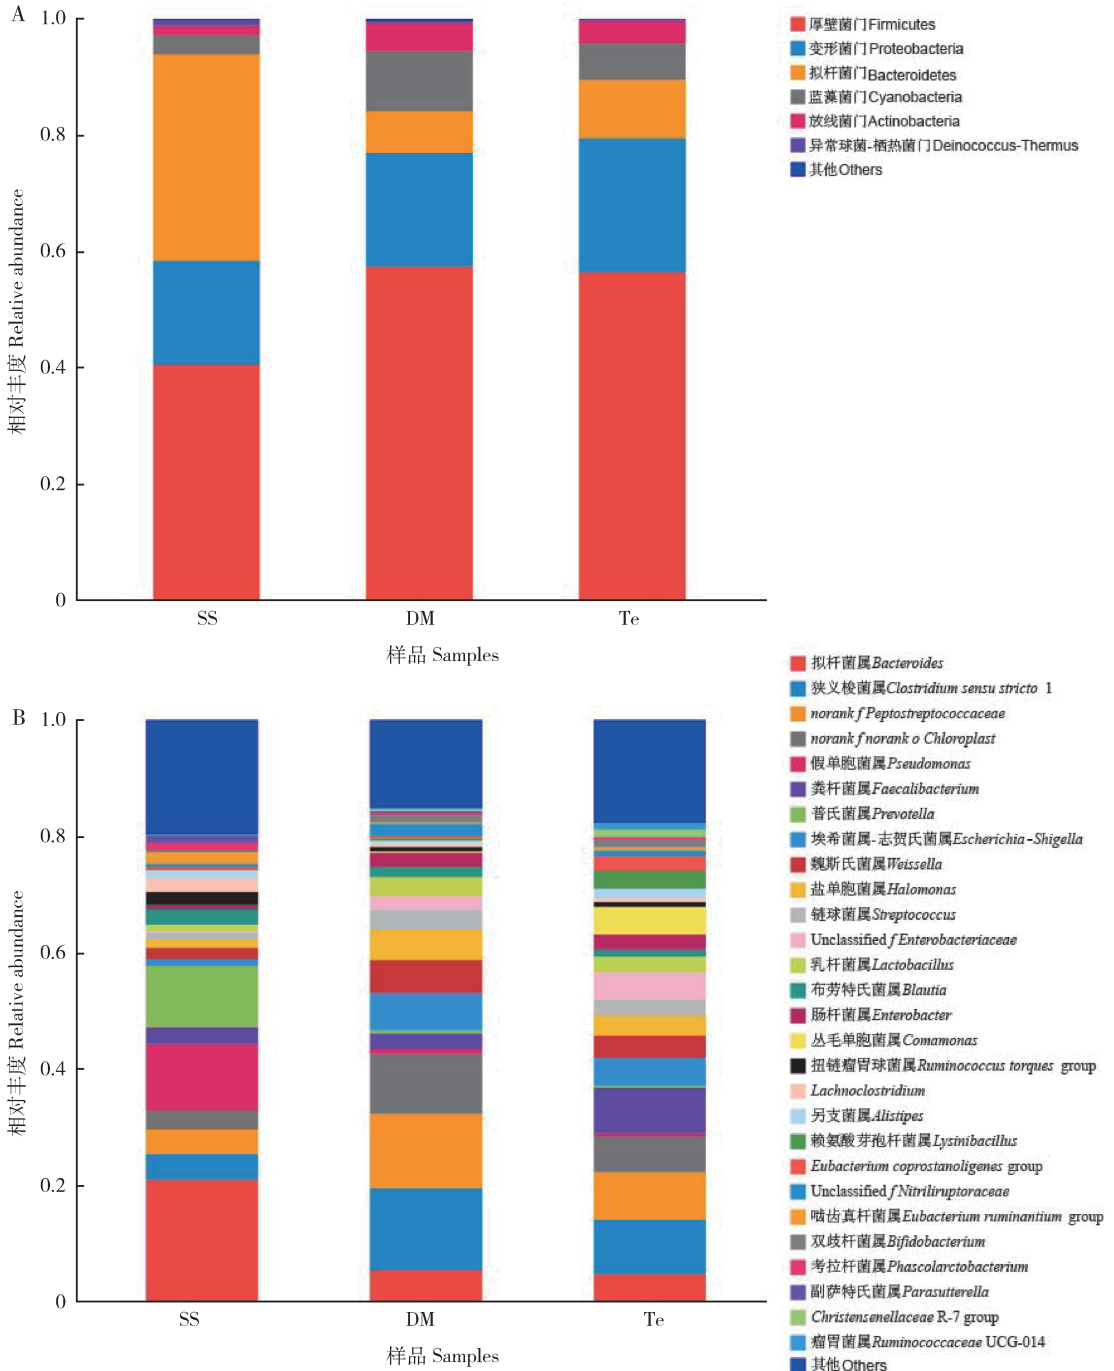 A
1.0
0.8
0.6
0.4
0.2
0
相对丰度 Relative abundance
SS
DM
Te
样品 Samples
厚壁菌门Firmicutes
变形菌门Proteobacteria
拟杆菌门Bacteroidetes
蓝藻菌门Cyanobacteria
放线菌门Actinobacteria
异常球菌-栖热菌门Deinococcus-Thermus
其他Others
B
1.0
0.8
0.6
0.4
0.2
0
相对丰度 Relative abundance
SS
DM
Te
样品 Samples
拟杆菌属Bacteroides
狭义梭菌属Clostridium sensu stricto 1
norank f Peptostreptococcaceae
norank f norank o Chloroplast
假单胞菌属Pseudomonas
粪杆菌属Faecalibacterium
普氏菌属Prevotella
埃希菌属-志贺氏菌属Escherichia-Shigella
魏斯氏菌属Weissella
盐单胞菌属Halomonas
链球菌属Streptococcus
Unclassified f Enterobacteriaceae
乳杆菌属Lactobacillus
布劳特氏菌属Blautia
肠杆菌属Enterobacter
丛毛单胞菌属Comamonas
扭链瘤胃球菌属Ruminococcus torques group
Lachnoclostridium
另支菌属Alistipes
赖氨酸芽孢杆菌属Lysinibacillus
Eubacterium coprostanoligenes group
Unclassified f Nitriliruptoraceae
啮齿真杆菌属Eubacterium ruminantium group
双歧杆菌属Bifidobacterium
考拉杆菌属Phascolarctobacterium
副萨特氏菌属Parasutterella
Christensenellaceae R-7 group
瘤胃菌属Ruminococcaceae UCG-014
其他Others